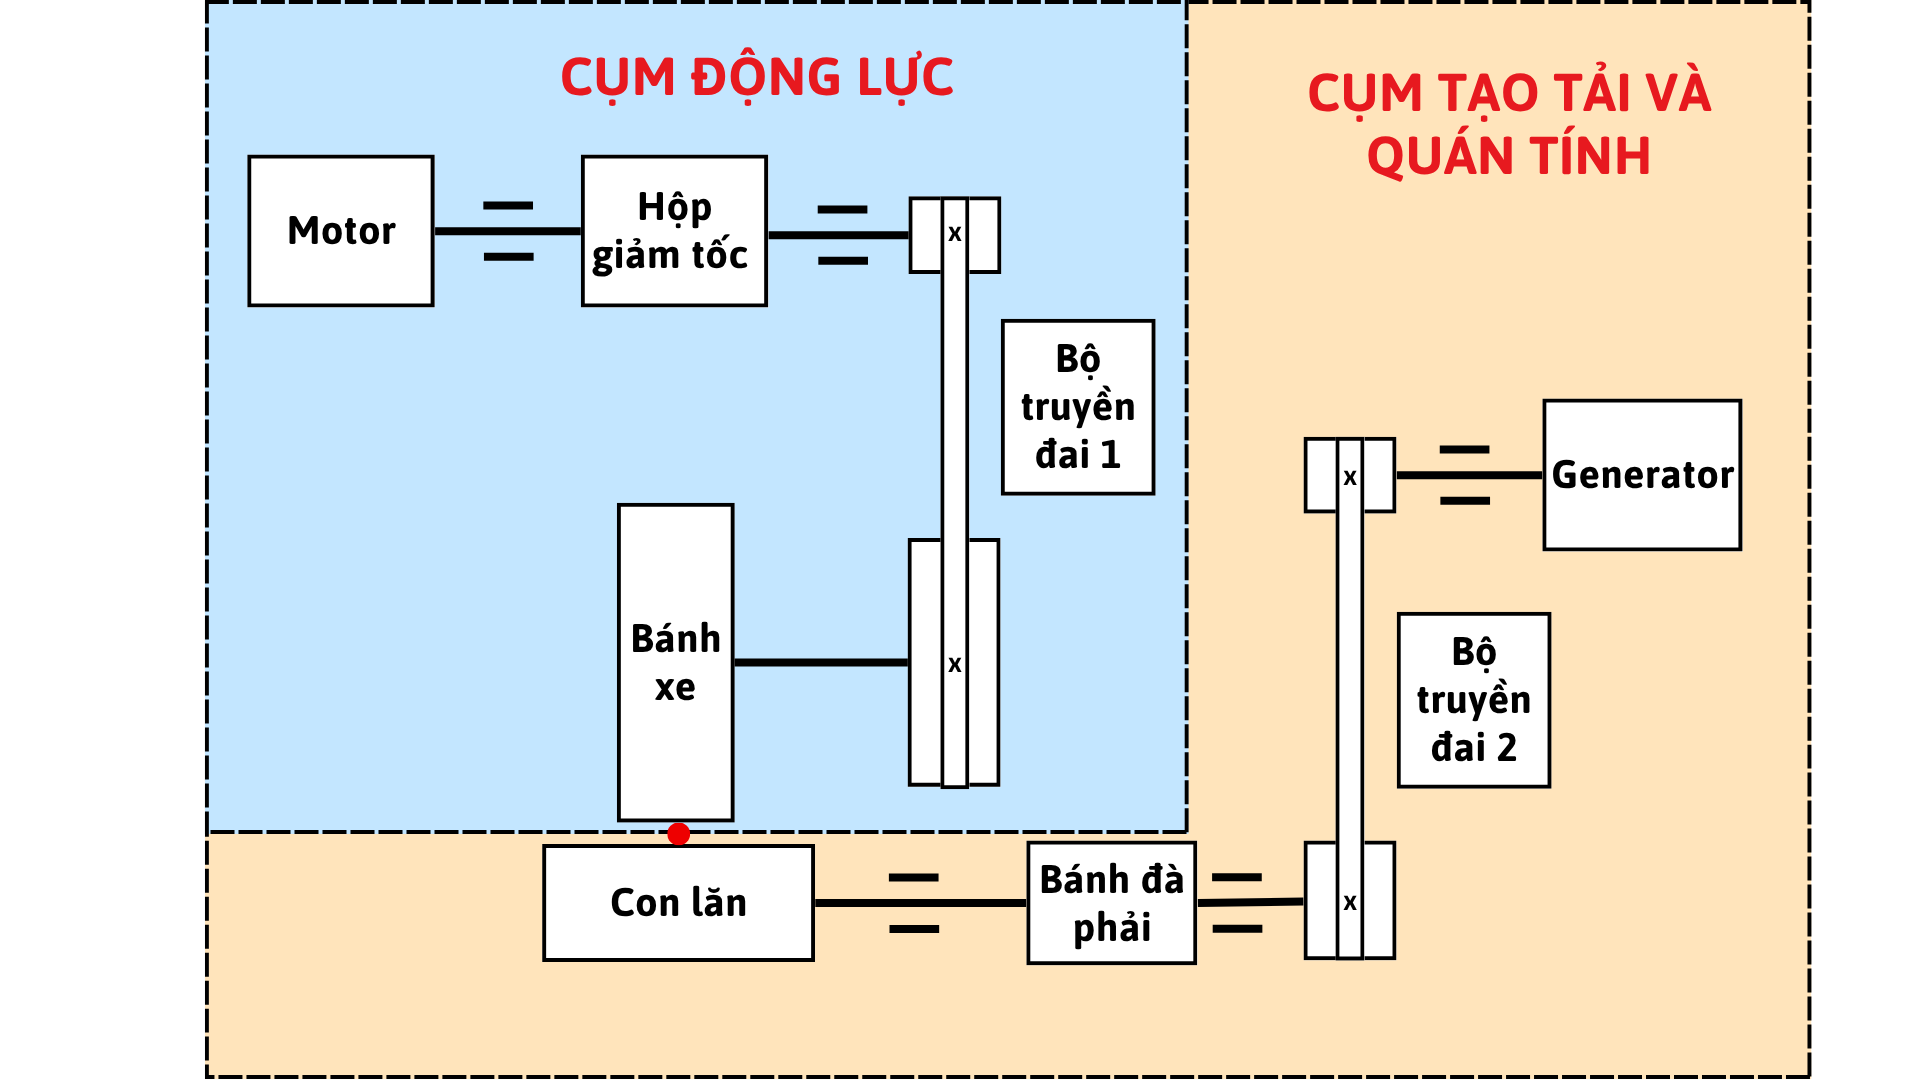 CỤM ĐỘNG LỰC
CỤM TẠO TẢI VÀ
QUÁN TÍNH
Motor
Hộp
giảm tốc
x
Bộ
truyền
đai 1
x
Generator
Bánh
xe
x
Bộ
truyền
đai 2
Con lăn
Bánh đà
phải
x